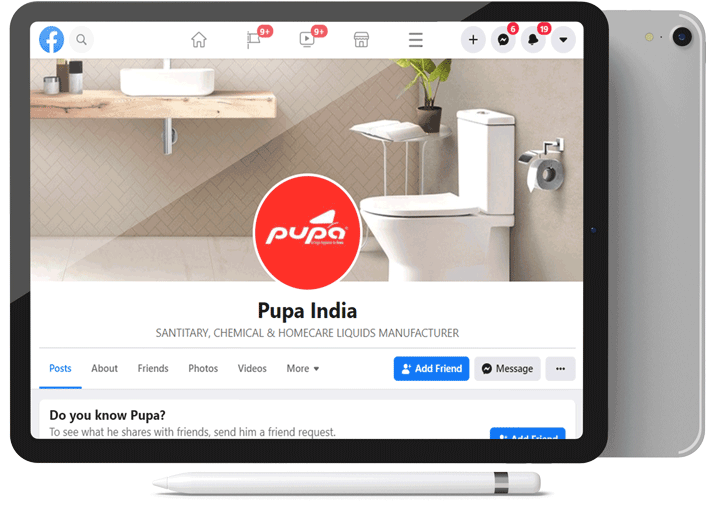 9+
9+
6
19
pupa
Pupa India
SANTITARY, CHEMICAL & HOMECARE LIQUIDS MANUFACTURER
Posts About Friends Photos Videos More Add Friend Message
Do you know Pupa?
To see what he shares with friends, send him a friend request.
Add Friend